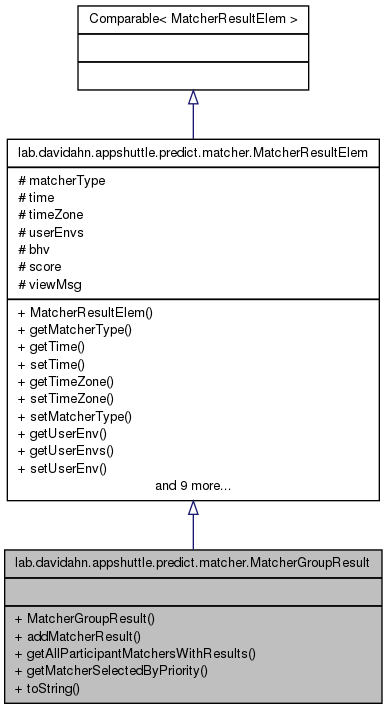 Comparable< MatcherResultElem >
lab.davidahn.appshuttle.predict.matcher.MatcherResultElem
# matcherType
# time
# timeZone
# userEnvs
# bhv
# score
# viewMsg
+ MatcherResultElem()
+ getMatcherType()
+ getTime()
+ setTime()
+ getTimeZone()
+ setTimeZone()
+ setMatcherType()
+ getUserEnv()
+ getUserEnvs()
+ setUserEnv()
and 9 more...
lab.davidahn.appshuttle.predict.matcher.MatcherGroupResult
+ MatcherGroupResult()
+ addMatcherResult()
+ getAllParticipantMatchersWithResults()
+ getMatcherSelectedByPriority()
+ toString()